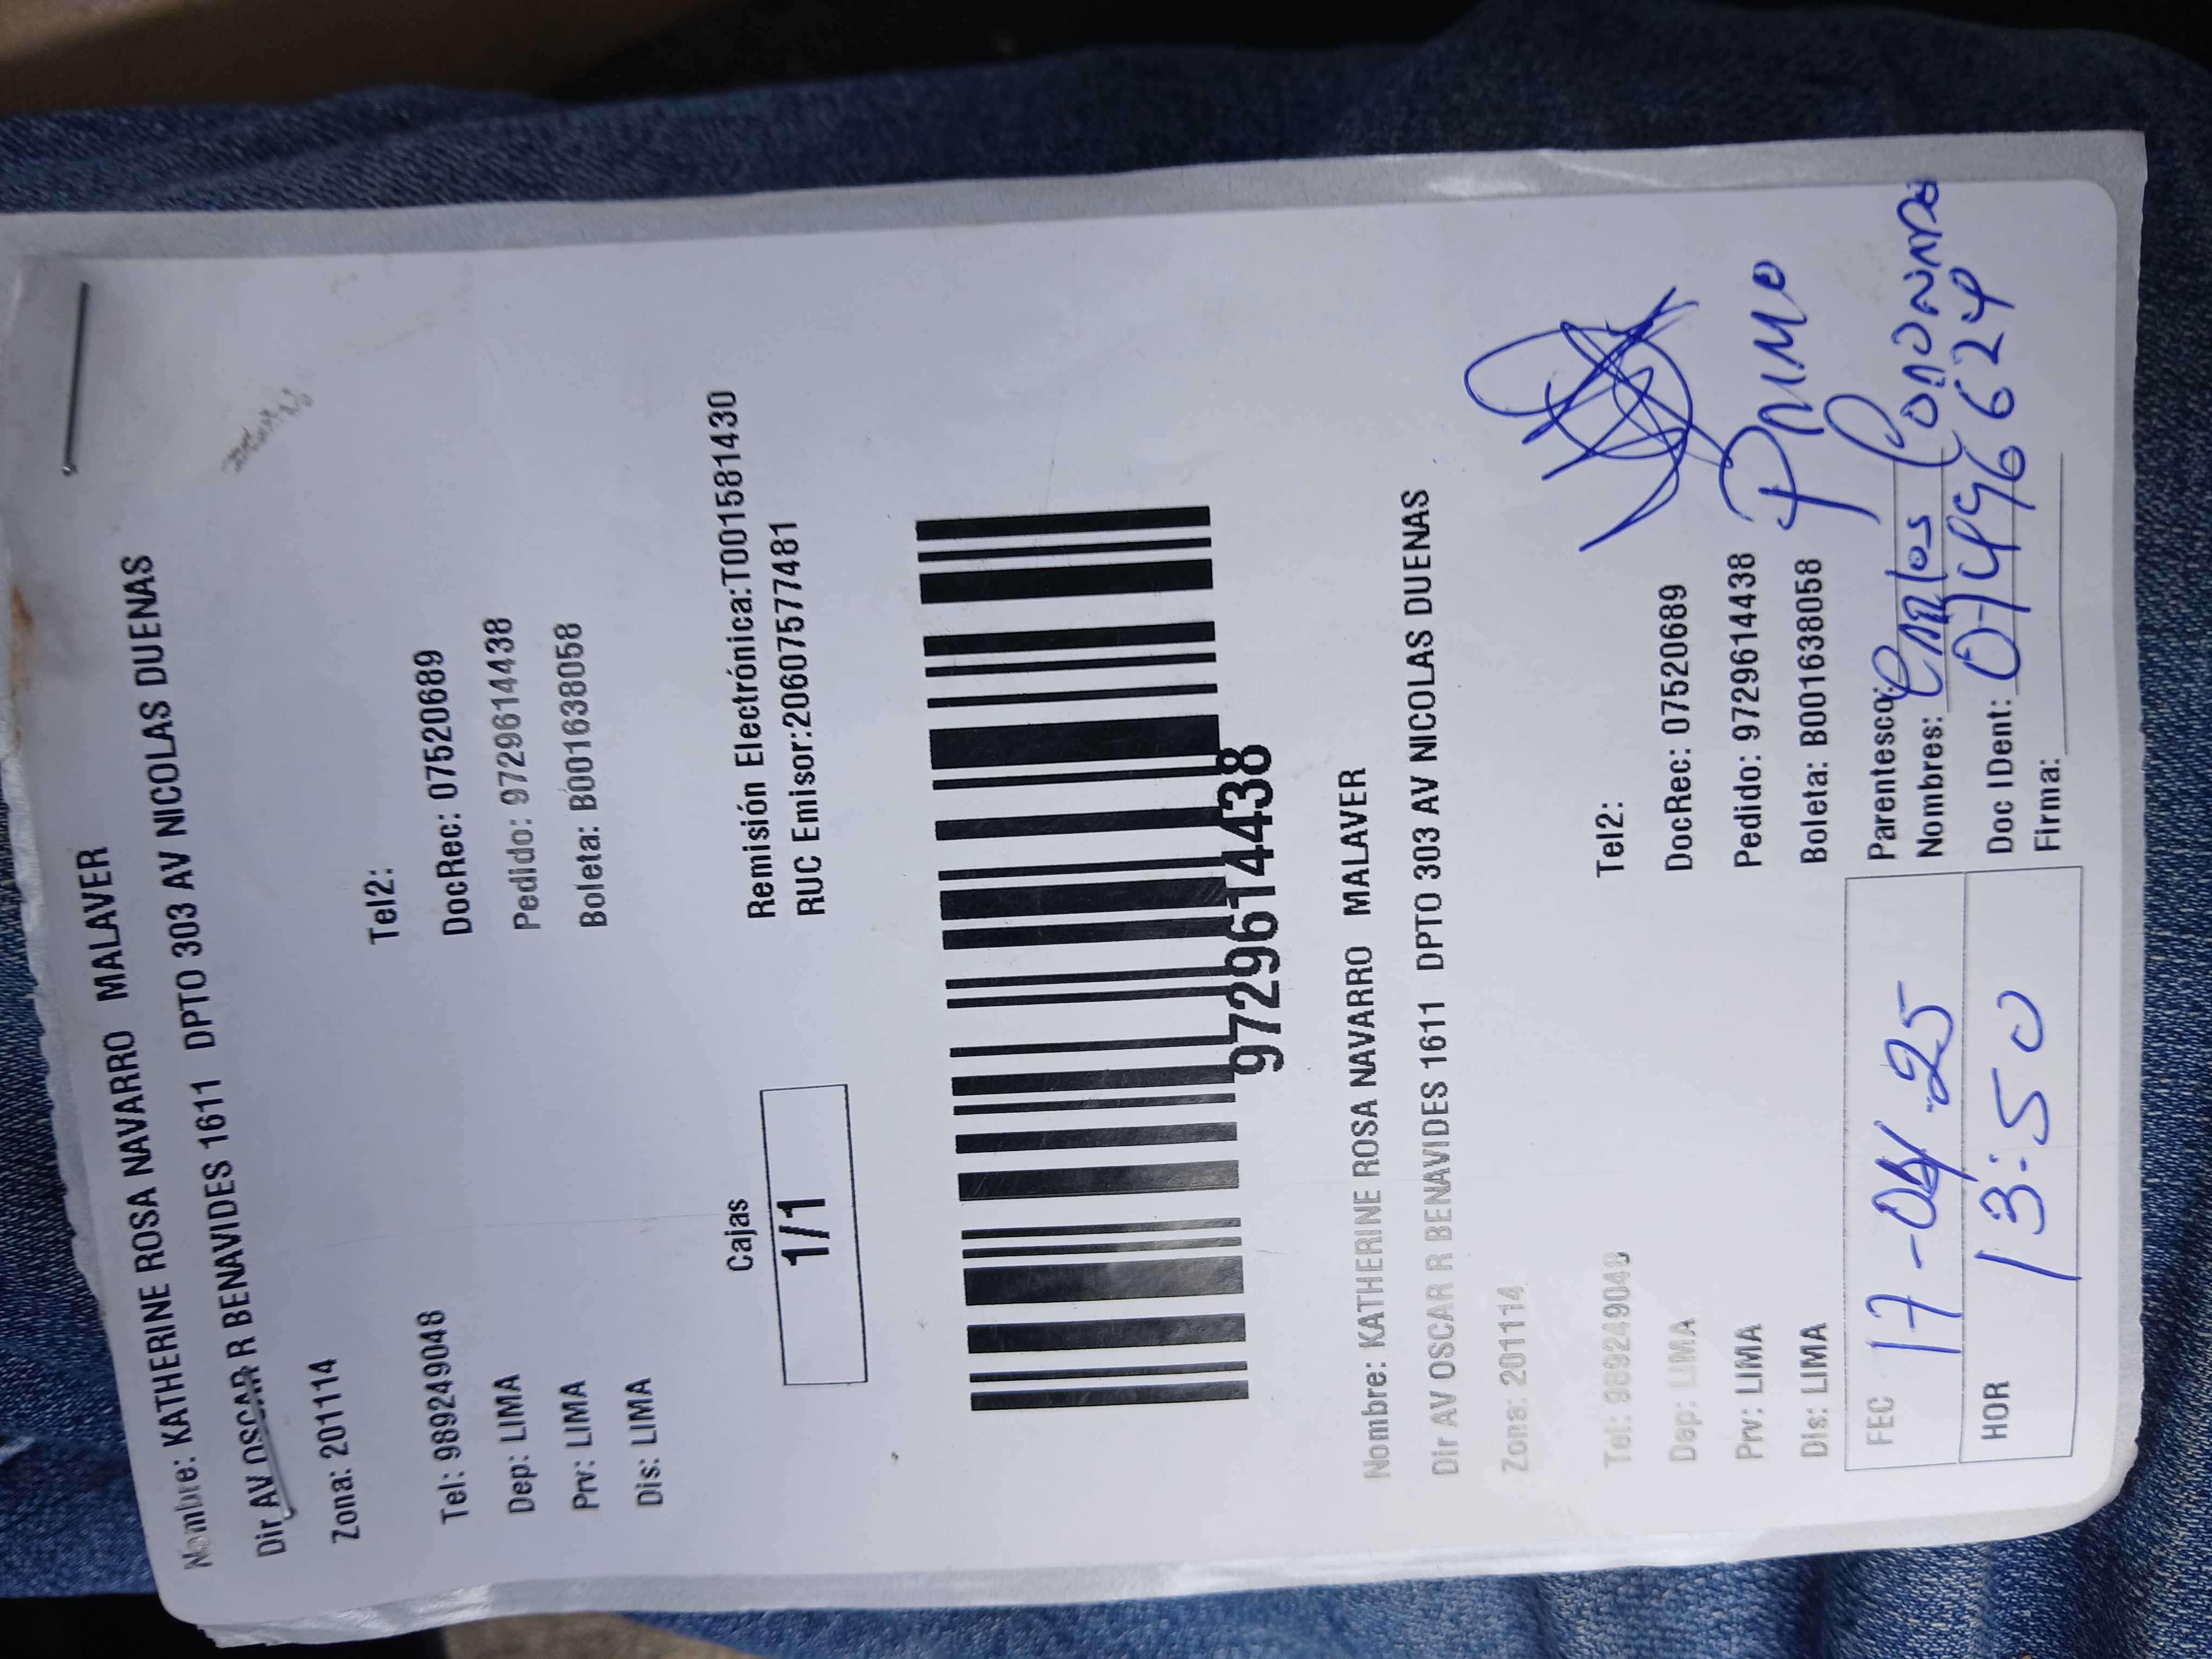 Nombre: KATHERINE ROSA NAVARRO MALAVER
Dir AV OSCAR R BENAVIDES 1611 DPTO 303 AV NICOLAS DUENAS
Zona: 201114
Tel: 989249048 Tel2:
Dep: LIMA DocRec: 07520689
Prv: LIMA Pedido: 9729614438
Dis: LIMA Boleta: B001638058
Cajas Remisión Electrónica:T001581430
1/1 RUC Emisor:20607577481
9729614438
Nombre: KATHERINE ROSA NAVARRO MALAVER
Dir AV OSCAR R BENAVIDES 1611 DPTO 303 AV NICOLAS DUENAS
Zona: 201114
Tel: 989249048 Tel2:
Dep: LIMA DocRec: 07520689
Prv: LIMA Pedido: 9729614438
Dis: LIMA Boleta: B001638058
Primo
FEC 17-04-25 Parentesco:
Nombres: Carlos
HOR 13:50 Doc IDent: 07496624
Firma: